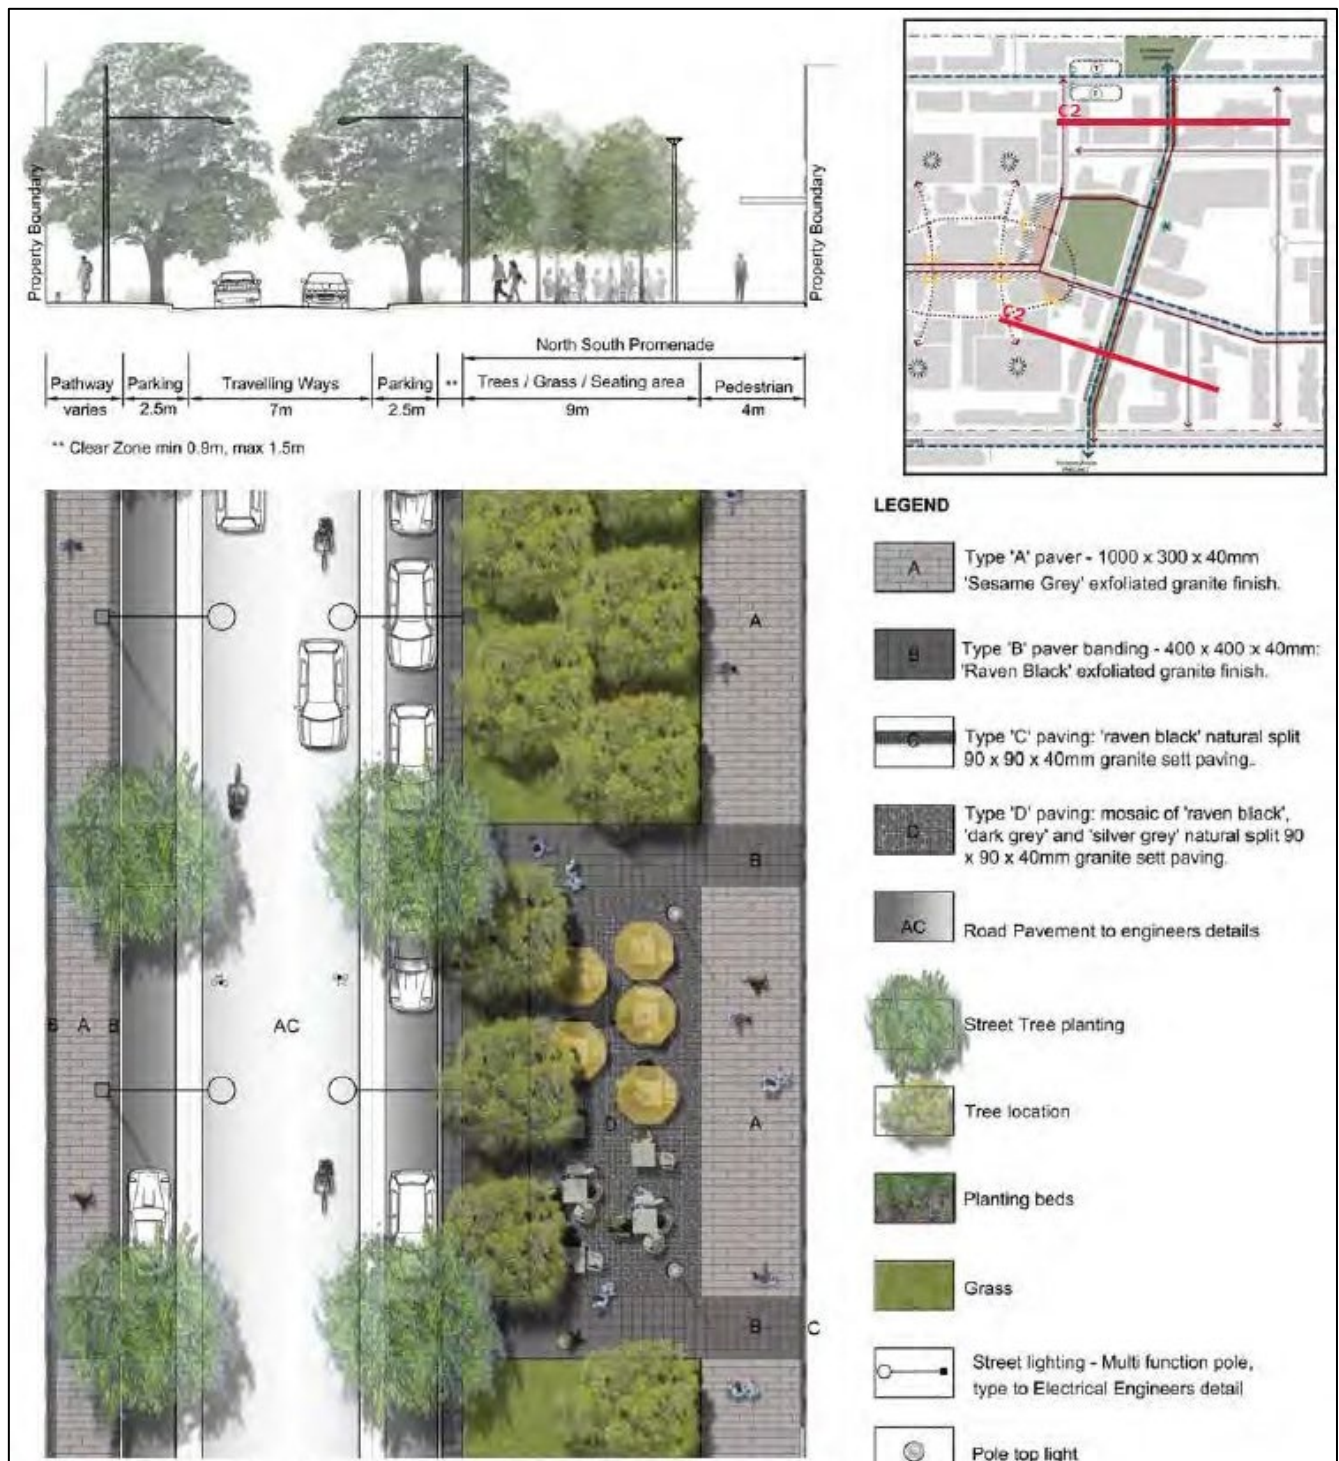 Property Boundary
Property Boundary
North South Promenade
Pathway
Parking
Travelling Ways
Parking
**
Trees / Grass / Seating area
Pedestrian
varies
2.5m
7m
2.5m
9m
4m
** Clear Zone min 0.9m, max 1.5m
C2
C2
T
T
LEGEND
A
Type 'A' paver - 1000 x 300 x 40mm
'Sesame Grey' exfoliated granite finish.
B
Type 'B' paver banding - 400 x 400 x 40mm:
'Raven Black' exfoliated granite finish.
C
Type 'C' paving: 'raven black' natural split
90 x 90 x 40mm granite sett paving.
D
Type 'D' paving: mosaic of 'raven black',
'dark grey' and 'silver grey' natural split 90
x 90 x 40mm granite sett paving.
AC
Road Pavement to engineers details
Street Tree planting
Tree location
Planting beds
Grass
Street lighting - Multi function pole,
type to Electrical Engineers detail
Pole top light
A
B
B A B
AC
D
A
B
C